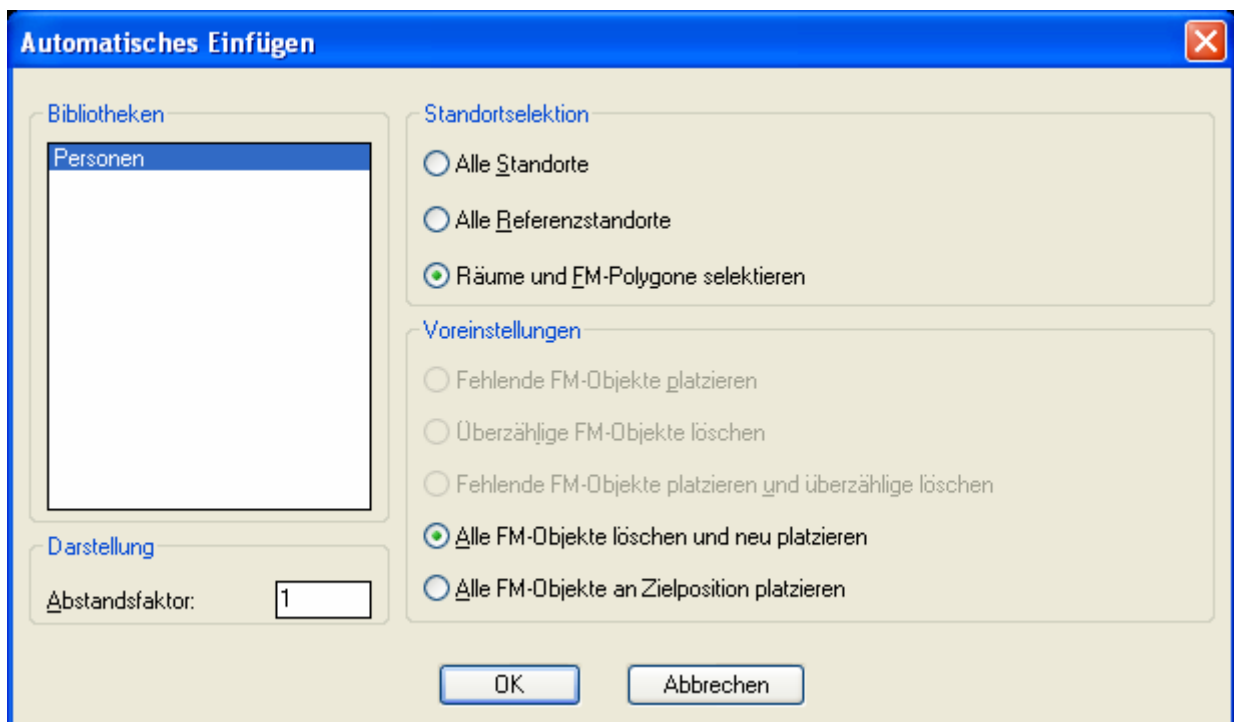 Automatisches Einfügen
Bibliotheken
Personen
Darstellung
Abstandsfaktor: 1
Standortselektion
Alle Standorte
Alle Referenzstandorte
Räume und FM-Polygone selektieren
Voreinstellungen
Fehlende FM-Objekte platzieren
Überzählige FM-Objekte löschen
Fehlende FM-Objekte platzieren und überzählige löschen
Alle FM-Objekte löschen und neu platzieren
Alle FM-Objekte an Zielposition platzieren
OK
Abbrechen